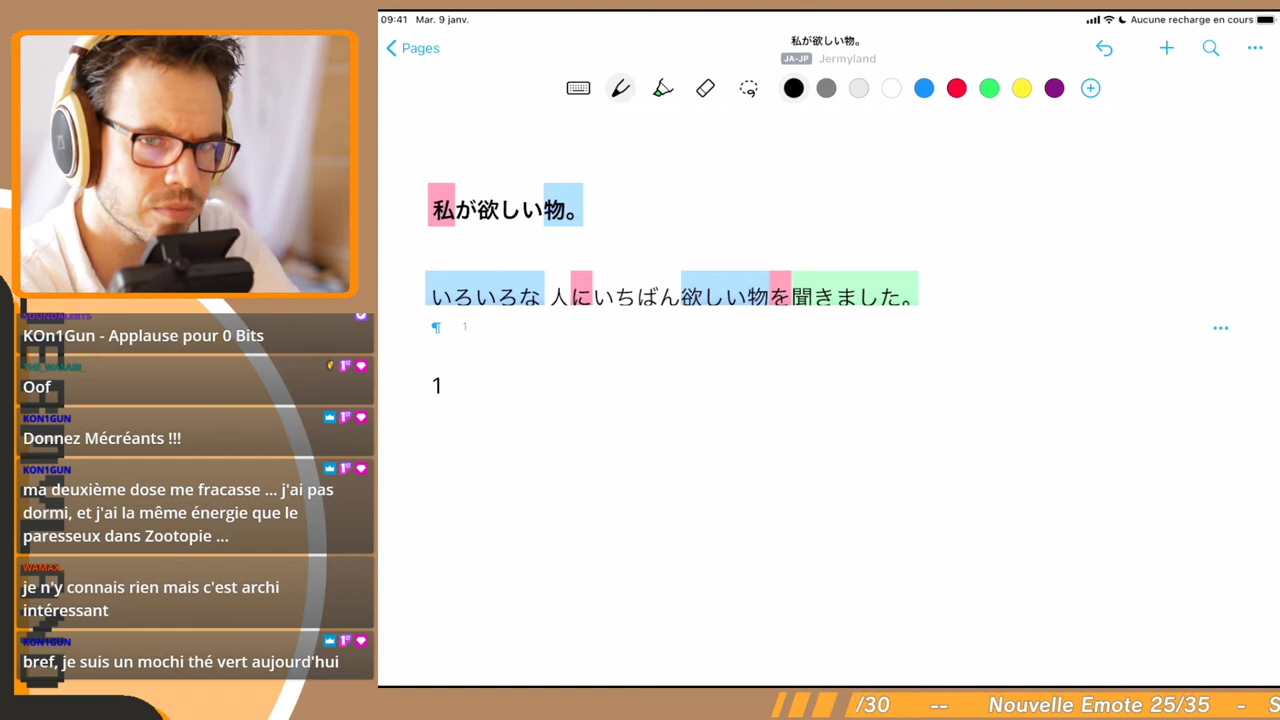 09:41 Mar. 9 janv.
Aucune recharge en cours
Pages
私が欲しい物。
JA-JP Jermyland
私が欲しい物。
いろいろな 人にいちばん欲しい物を聞きました。
¶ 1
1
SOUNDALERTS
KOn1Gun - Applause pour 0 Bits
THE_WASABI_
Oof
KON1GUN
Donnez Mécréants !!!
KON1GUN
ma deuxième dose me fracasse ... j'ai pas
dormi, et j'ai la même énergie que le
paresseux dans Zootopie ...
WAMAX
je n'y connais rien mais c'est archi
intéressant
KON1GUN
bref, je suis un mochi thé vert aujourd'hui
/30 -- Nouvelle Emote 25/35 - S